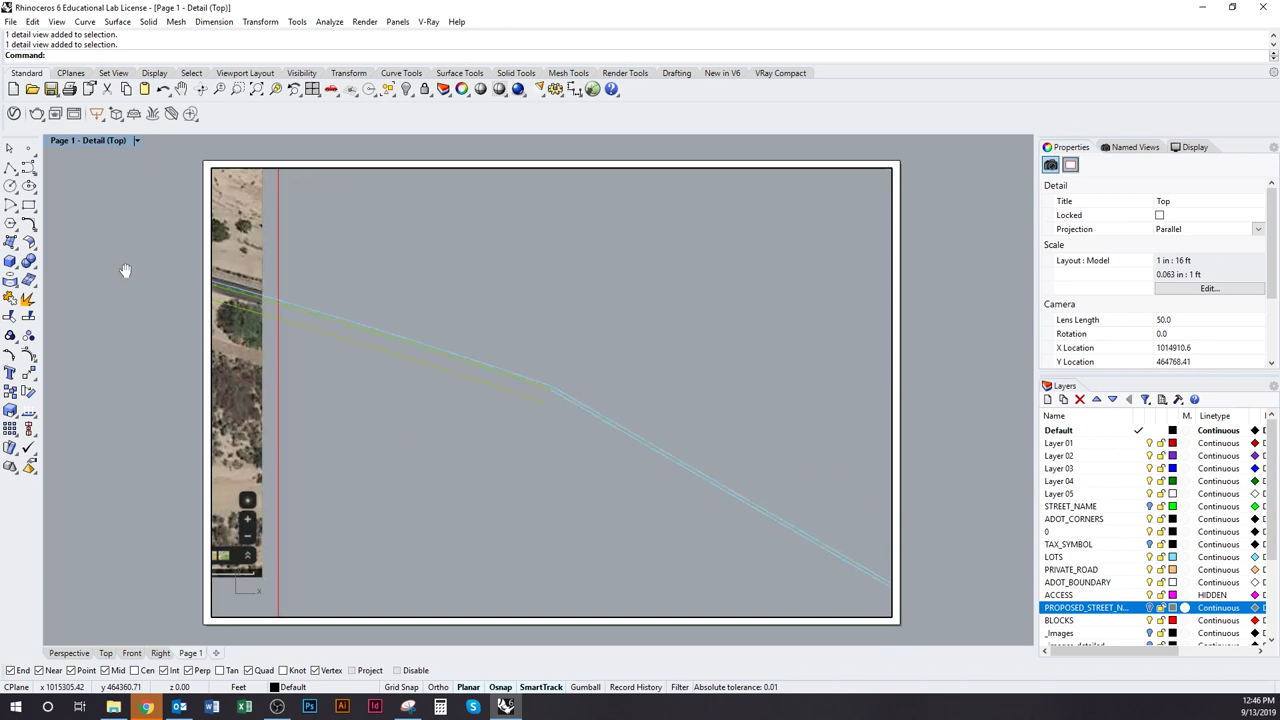 Rhinoceros 6 Educational Lab License - [Page 1 - Detail (Top)]
File Edit View Curve Surface Solid Mesh Dimension Transform Tools Analyze Render Panels V-Ray Help
1 detail view added to selection.
1 detail view added to selection.
Command:
Standard CPlanes Set View Display Select Viewport Layout Visibility Transform Curve Tools Surface Tools Solid Tools Mesh Tools Render Tools Drafting New in V6 VRay Compact
Page 1 - Detail (Top)
x
Properties Named Views Display
Detail
Title Top
Locked
Projection Parallel
Scale
Layout : Model 1 in : 16 ft
0.063 in : 1 ft
Edit...
Camera
Lens Length 50.0
Rotation 0.0
X Location 1014910.6
Y Location 464768.41
Layers
Name M. Linetype
Default Continuous D
Layer 01 Continuous D
Layer 02 Continuous D
Layer 03 Continuous D
Layer 04 Continuous D
Layer 05 Continuous D
STREET_NAME Continuous D
ADOT_CORNERS Continuous D
0 Continuous D
TAX_SYMBOL Continuous D
LOTS Continuous D
PRIVATE_ROAD Continuous D
ADOT_BOUNDARY Continuous D
ACCESS HIDDEN D
PROPOSED_STREET_N... Continuous D
BLOCKS Continuous D
_Images Continuous D
Perspective Top Front Right Page 1
End Near Point Mid Cen Int Perp Tan Quad Knot Vertex Project Disable
CPlane x 1015305.42 y 464360.71 z 0.00 Feet Default Grid Snap Ortho Planar Osnap SmartTrack Gumball Record History Filter Absolute tolerance: 0.01
12:46 PM
9/13/2019